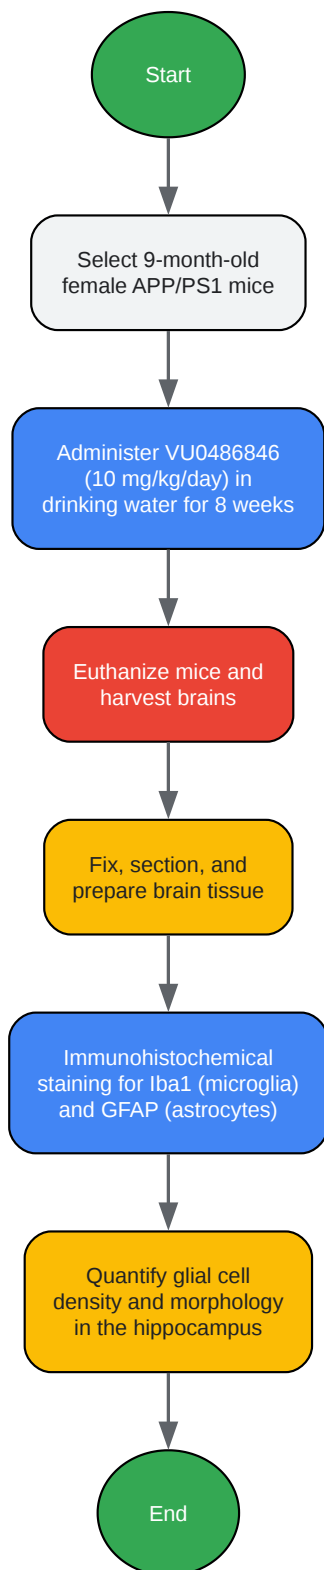 Start
Select 9-month-old
female APP/PS1 mice
Administer VU0486846
(10 mg/kg/day) in
drinking water for 8 weeks
Euthanize mice and
harvest brains
Fix, section, and
prepare brain tissue
Immunohistochemical
staining for Iba1 (microglia)
and GFAP (astrocytes)
Quantify glial cell
density and morphology
in the hippocampus
End